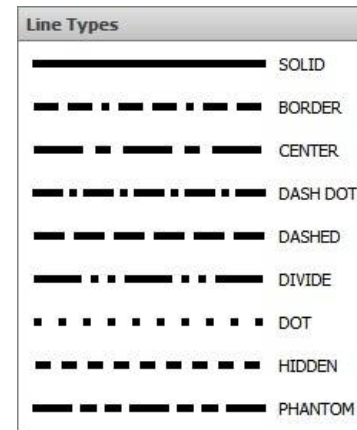 Line Types
SOLID
BORDER
CENTER
DASH DOT
DASHED
DIVIDE
DOT
HIDDEN
PHANTOM